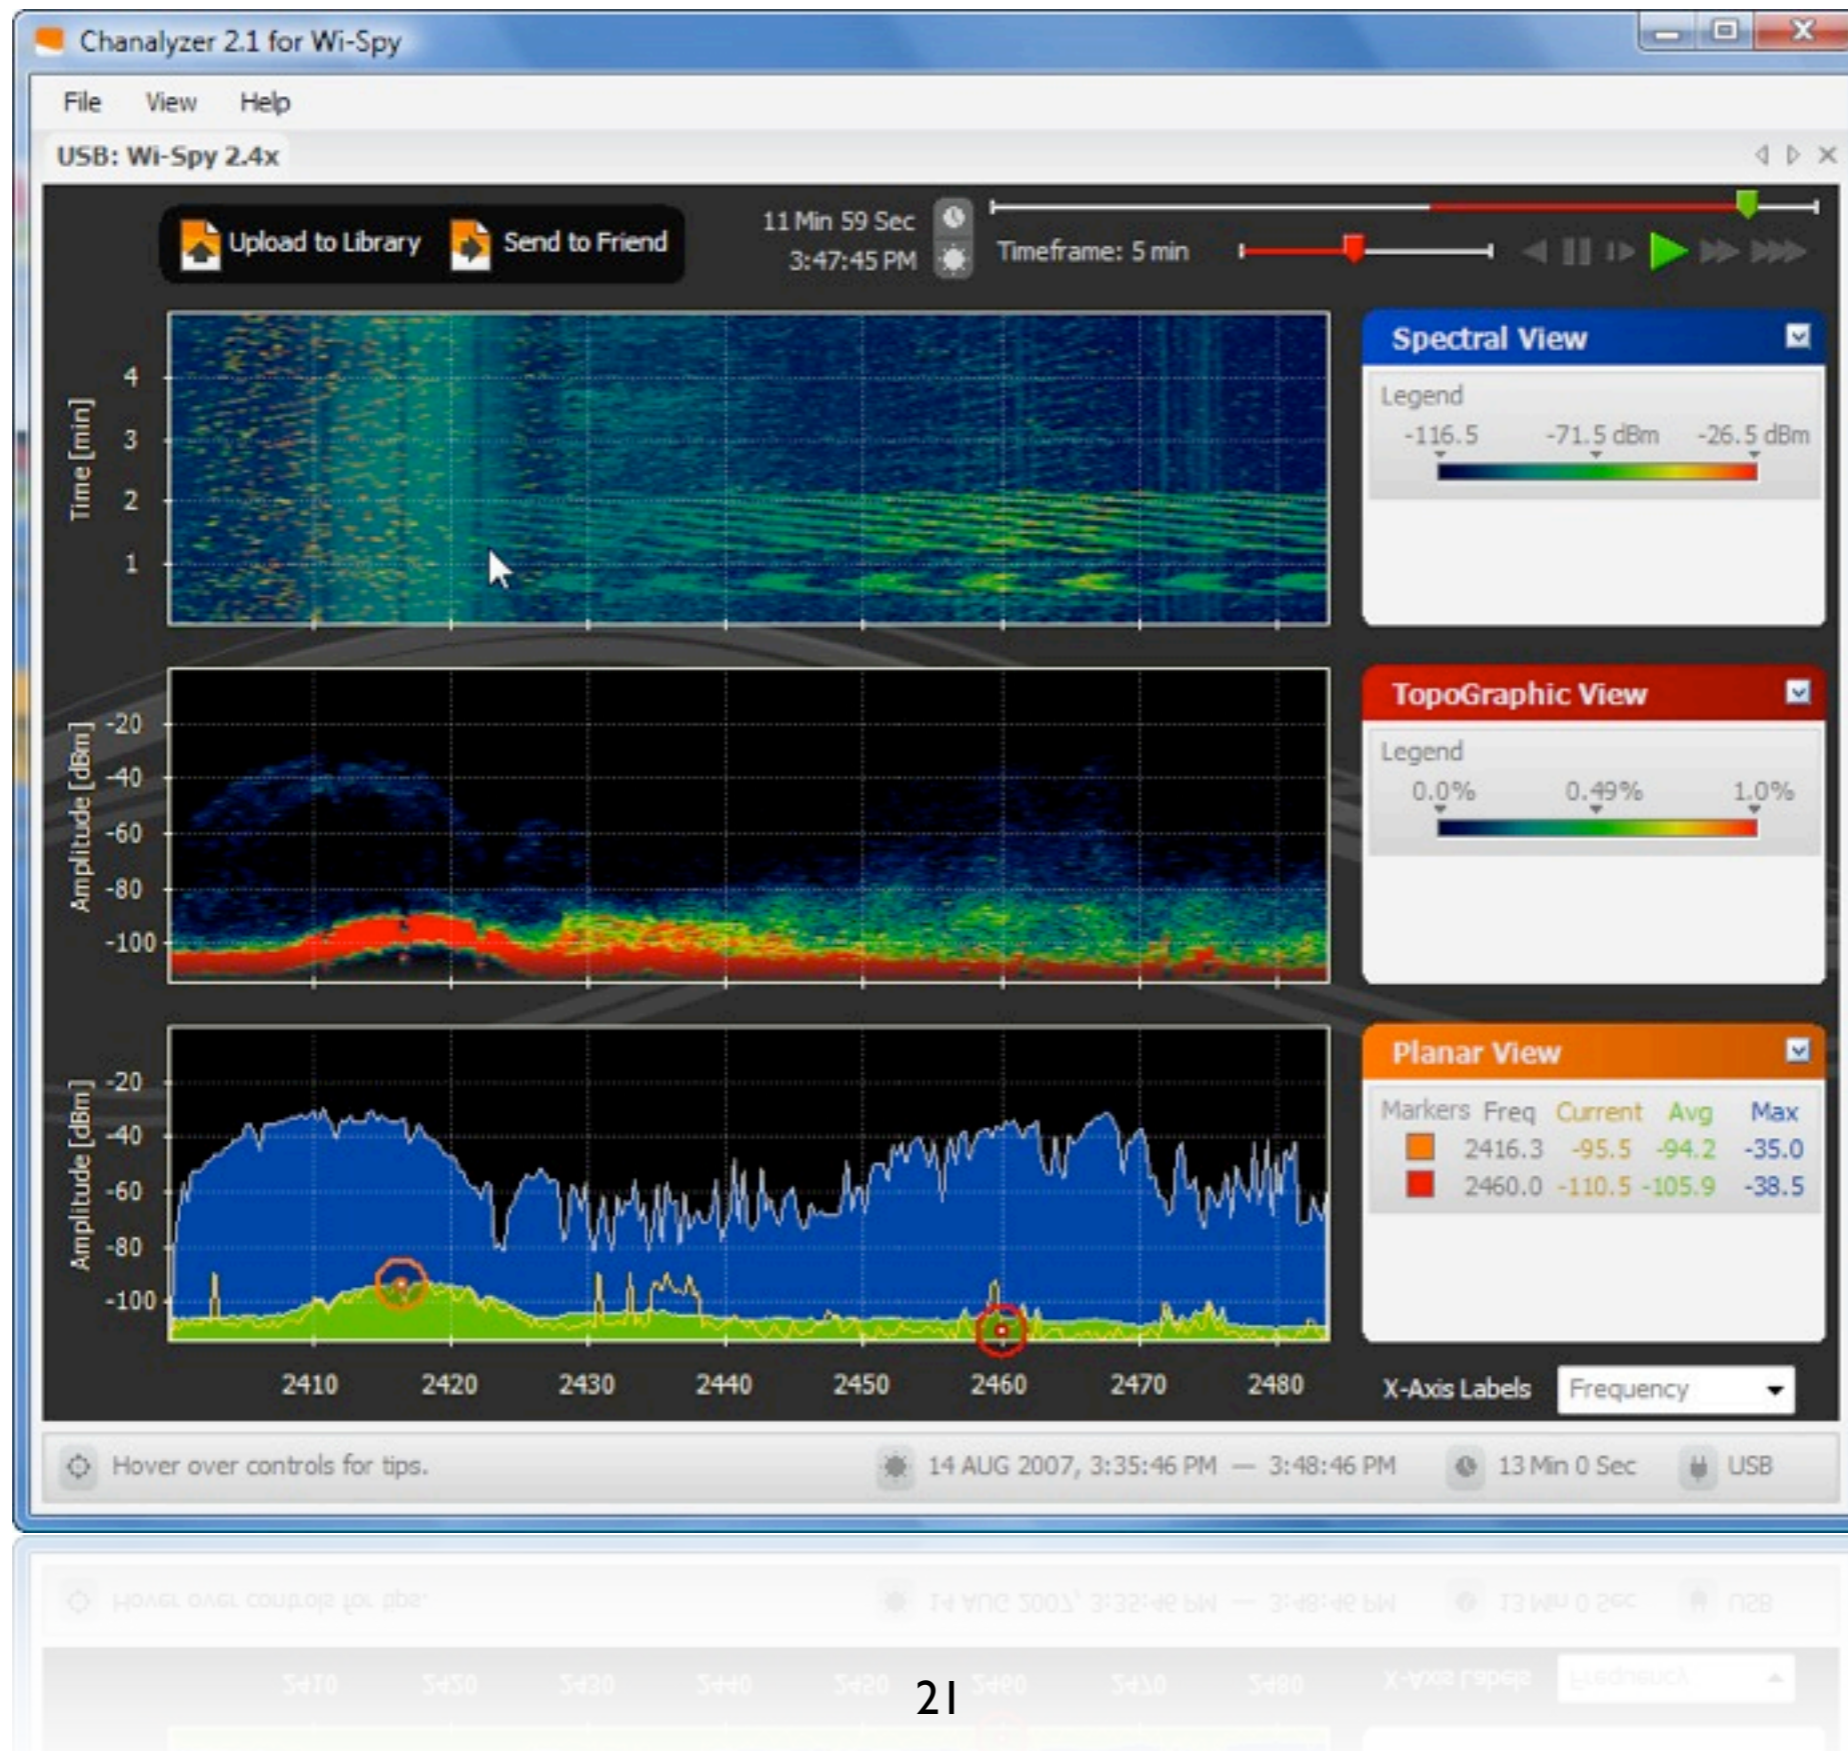 Chanalyzer 2.1 for Wi-Spy
File View Help
USB: Wi-Spy 2.4x
Upload to Library Send to Friend
11 Min 59 Sec
3:47:45 PM
Timeframe: 5 min
Time [min]
4
3
2
1
Spectral View
Legend
-116.5 -71.5 dBm -26.5 dBm
Amplitude [dBm]
-20
-40
-60
-80
-100
TopoGraphic View
Legend
0.0% 0.49% 1.0%
Amplitude [dBm]
-20
-40
-60
-80
-100
Planar View
Markers Freq Current Avg Max
2416.3 -95.5 -94.2 -35.0
2460.0 -110.5 -105.9 -38.5
2410 2420 2430 2440 2450 2460 2470 2480
X-Axis Labels Frequency
Hover over controls for tips.
14 AUG 2007, 3:35:46 PM — 3:48:46 PM
13 Min 0 Sec
USB
21